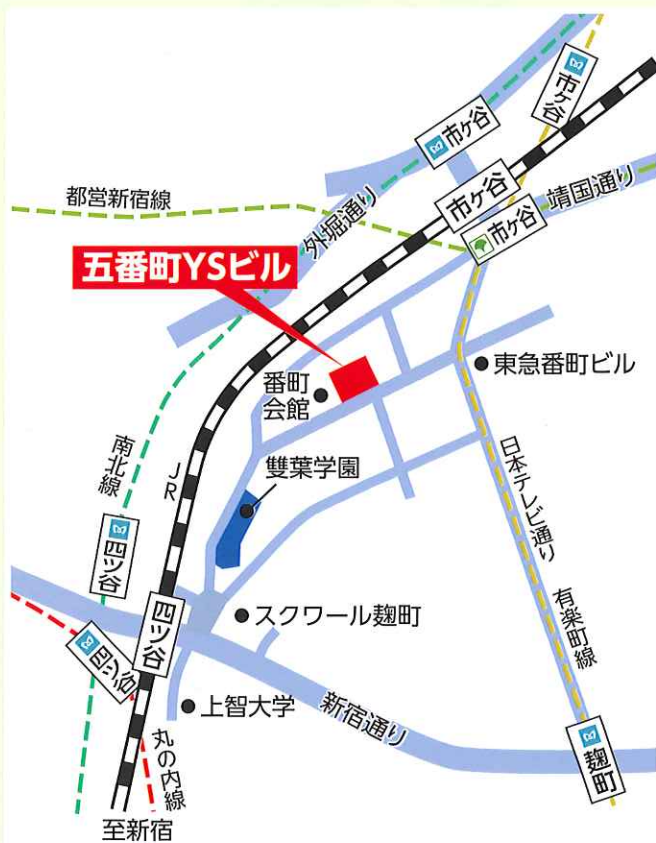 市ケ谷
市ケ谷
市ケ谷
靖国通り
市ケ谷
都営新宿線
外堀通り
五番町YSビル
東急番町ビル
番町
会館
雙葉学園
南北線
JR
日本テレビ通り
有楽町線
四ツ谷
四ツ谷
四ツ谷
スクワール麹町
上智大学
新宿通り
麹町
丸の内線
至新宿